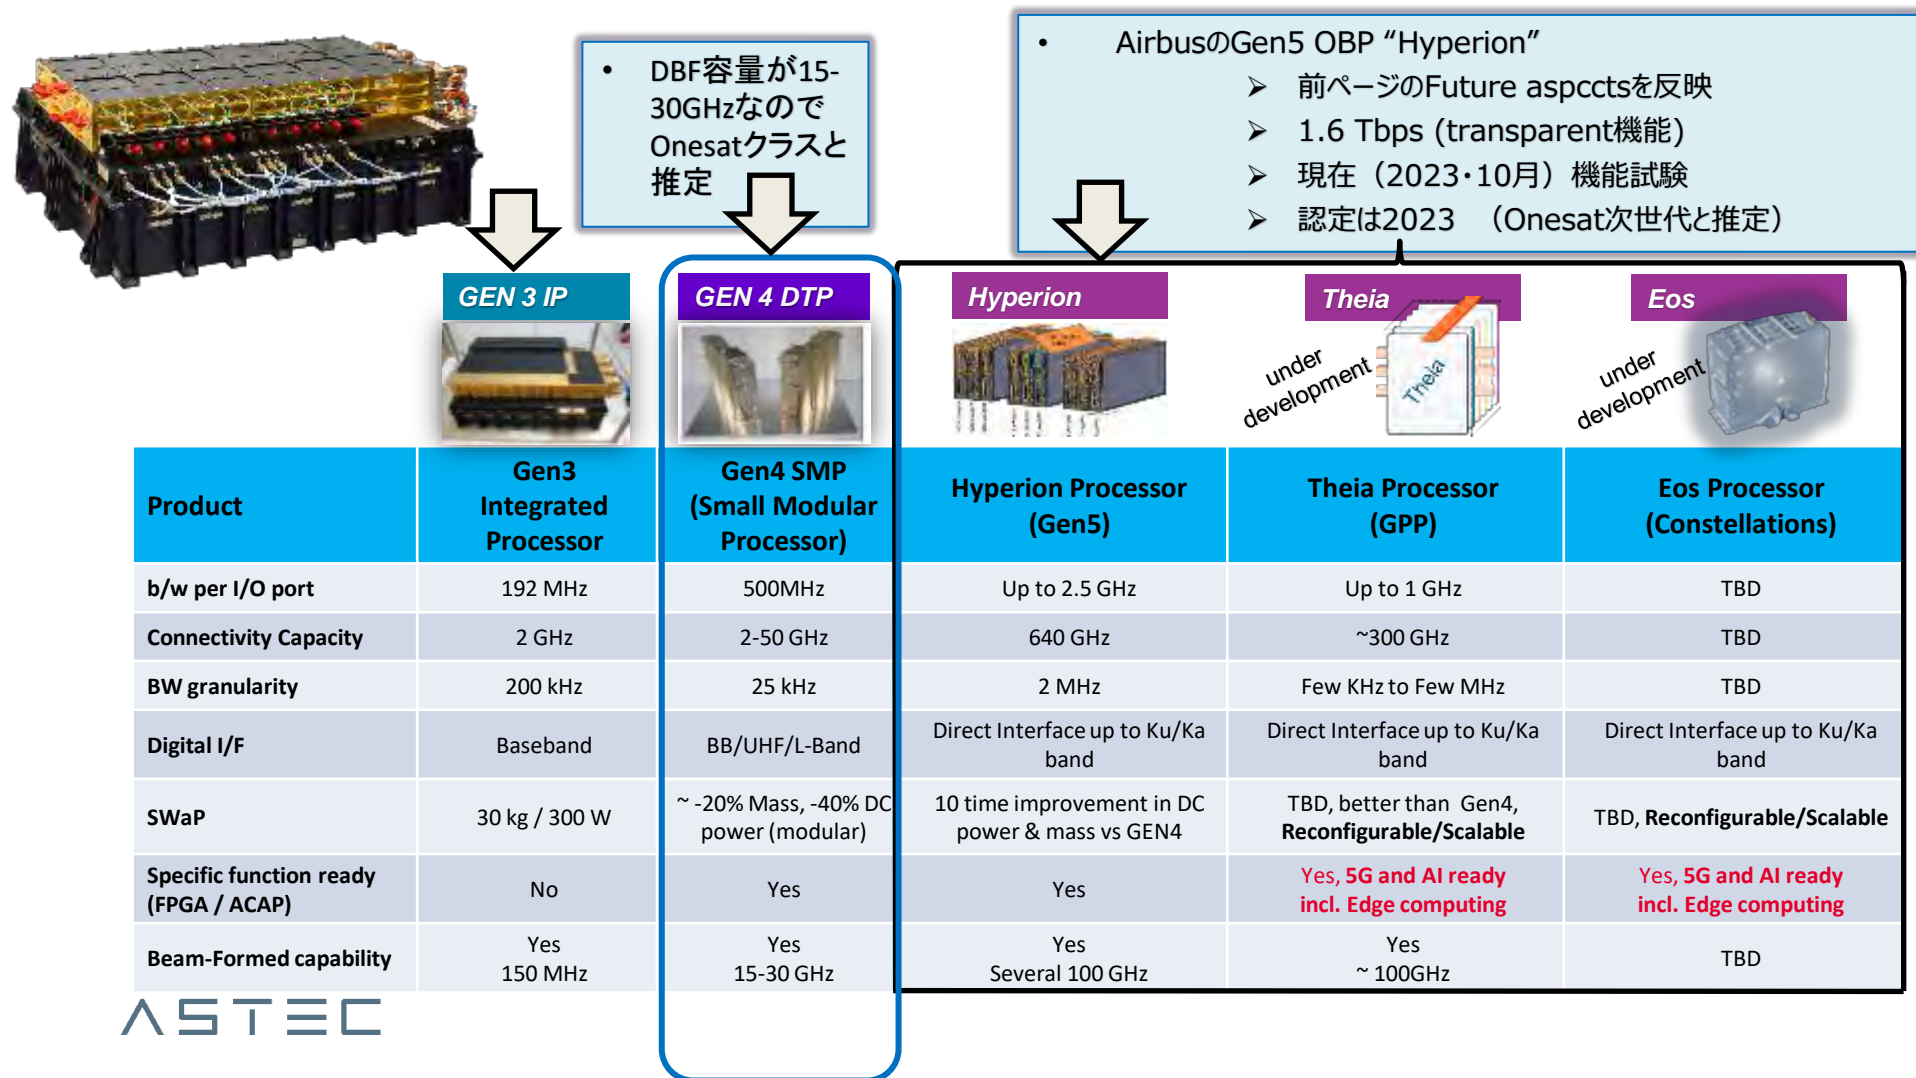 • DBF容量が15-
30GHzなので
Onesatクラスと
推定
• AirbusのGen5 OBP “Hyperion”
➢ 前ページのFuture aspcctsを反映
➢ 1.6 Tbps (transparent機能)
➢ 現在（2023・10月）機能試験
➢ 認定は2023 （Onesat次世代と推定）
GEN 3 IP
GEN 4 DTP
Hyperion
Theia
Eos
under
development
Theia
under
development
Product
Gen3
Integrated
Processor
Gen4 SMP
(Small Modular
Processor)
Hyperion Processor
(Gen5)
Theia Processor
(GPP)
Eos Processor
(Constellations)
b/w per I/O port
192 MHz
500MHz
Up to 2.5 GHz
Up to 1 GHz
TBD
Connectivity Capacity
2 GHz
2-50 GHz
640 GHz
~300 GHz
TBD
BW granularity
200 kHz
25 kHz
2 MHz
Few KHz to Few MHz
TBD
Digital I/F
Baseband
BB/UHF/L-Band
Direct Interface up to Ku/Ka
band
Direct Interface up to Ku/Ka
band
Direct Interface up to Ku/Ka
band
SWaP
30 kg / 300 W
~ -20% Mass, -40% DC
power (modular)
10 time improvement in DC
power & mass vs GEN4
TBD, better than Gen4,
Reconfigurable/Scalable
TBD, Reconfigurable/Scalable
Specific function ready
(FPGA / ACAP)
No
Yes
Yes
Yes, 5G and AI ready
incl. Edge computing
Yes, 5G and AI ready
incl. Edge computing
Beam-Formed capability
Yes
150 MHz
Yes
15-30 GHz
Yes
Several 100 GHz
Yes
~ 100GHz
TBD
ASTEC